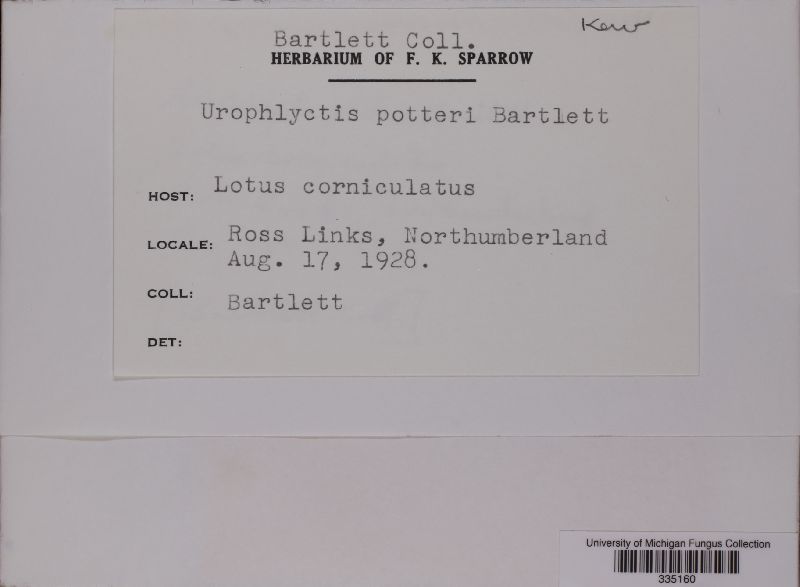 Kew
Bartlett Coll.
HERBARIUM OF F. K. SPARROW
Urophlyctis potteri Bartlett
HOST: Lotus corniculatus
LOCALE: Ross Links, Northumberland
Aug. 17, 1928.
COLL: Bartlett
DET:
University of Michigan Fungus Collection
335160